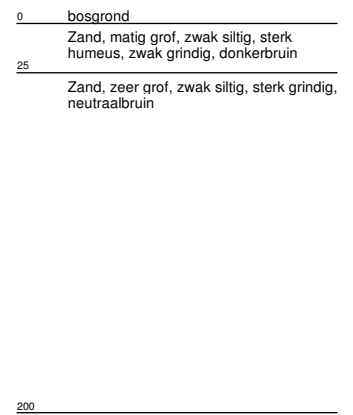 0 bosgrond
Zand, matig grof, zwak siltig, sterk
humeus, zwak grindig, donkerbruin
25
Zand, zeer grof, zwak siltig, sterk grindig,
neutraalbruin
200